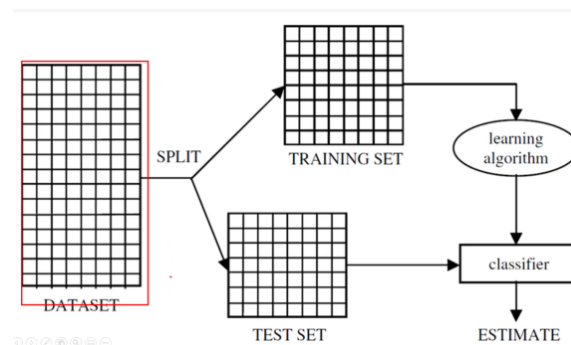 SPLIT
TRAINING SET
learning
algorithm
classifier
DATASET
TEST SET
ESTIMATE